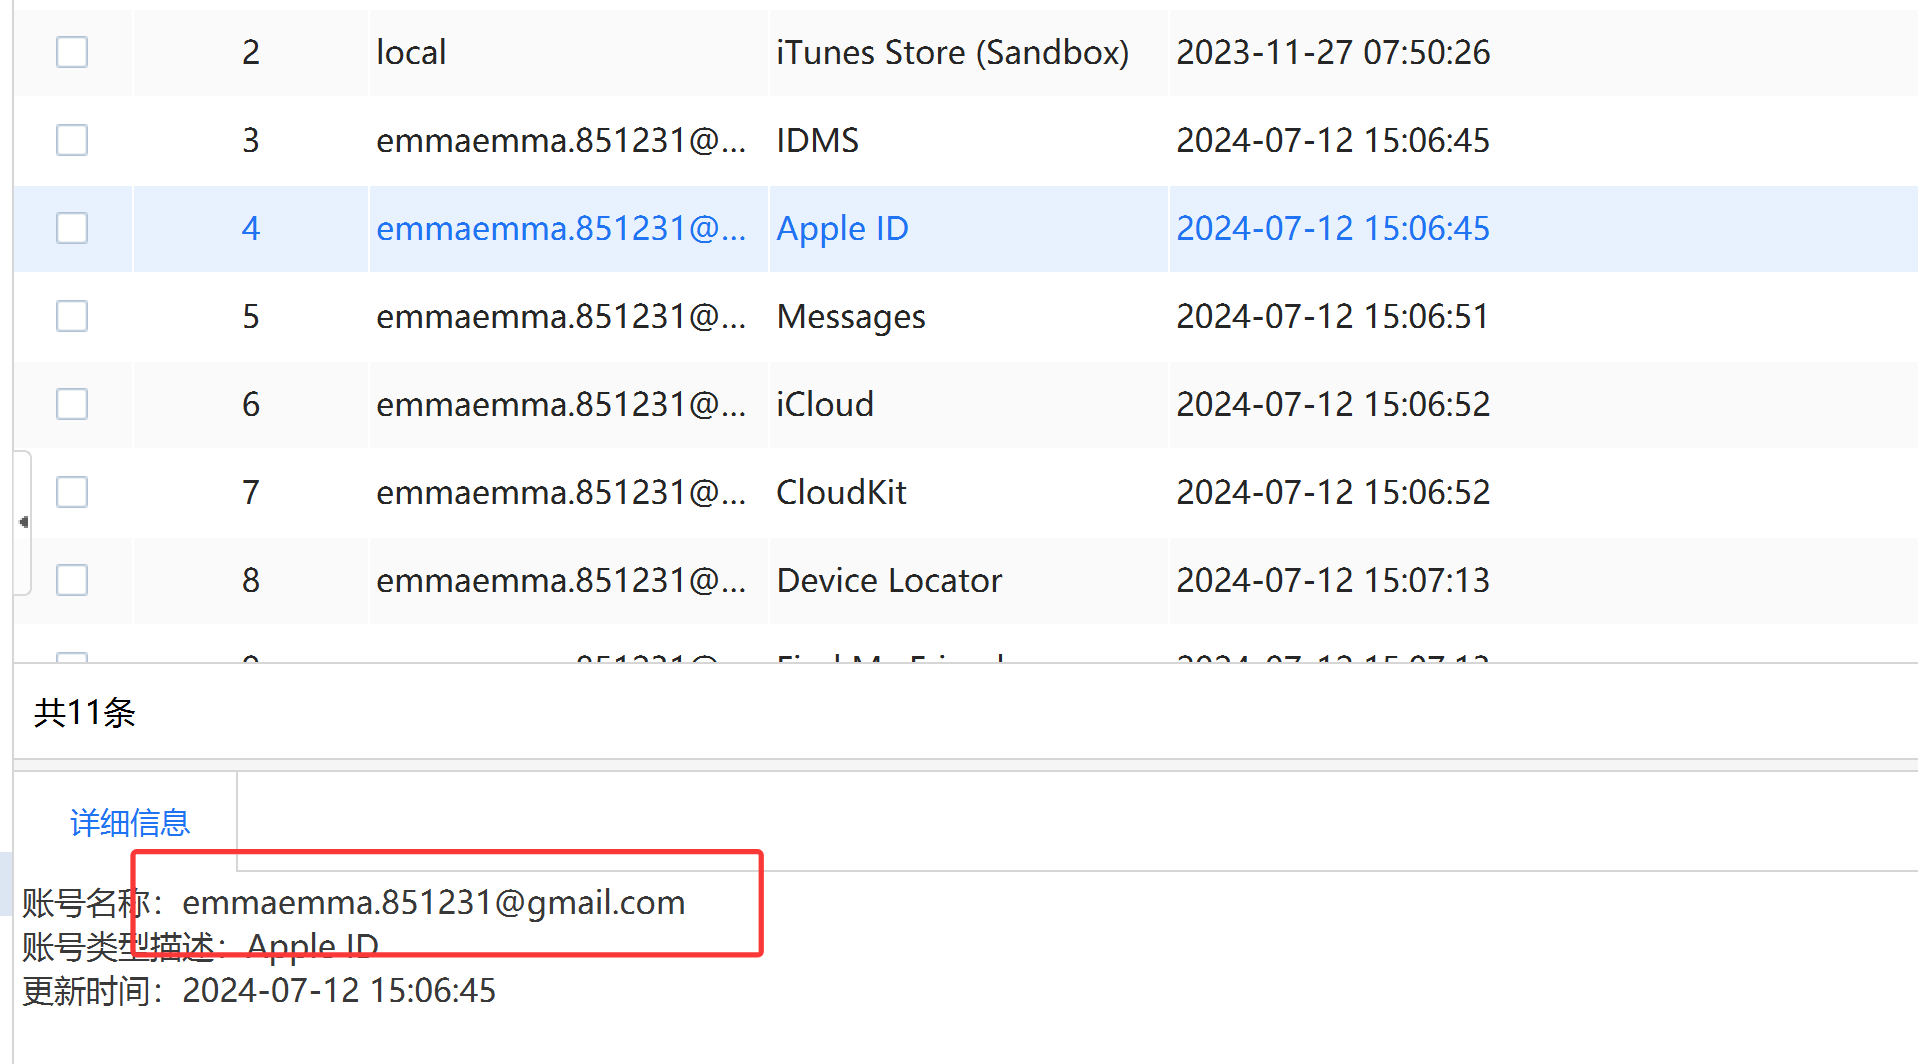 2 local iTunes Store (Sandbox) 2023-11-27 07:50:26
3 emmaemma.851231@... IDMS 2024-07-12 15:06:45
4 emmaemma.851231@... Apple ID 2024-07-12 15:06:45
5 emmaemma.851231@... Messages 2024-07-12 15:06:51
6 emmaemma.851231@... iCloud 2024-07-12 15:06:52
7 emmaemma.851231@... CloudKit 2024-07-12 15:06:52
8 emmaemma.851231@... Device Locator 2024-07-12 15:07:13
共11条
详细信息
账号名称：emmaemma.851231@gmail.com
账号类型描述：Apple ID
更新时间：2024-07-12 15:06:45